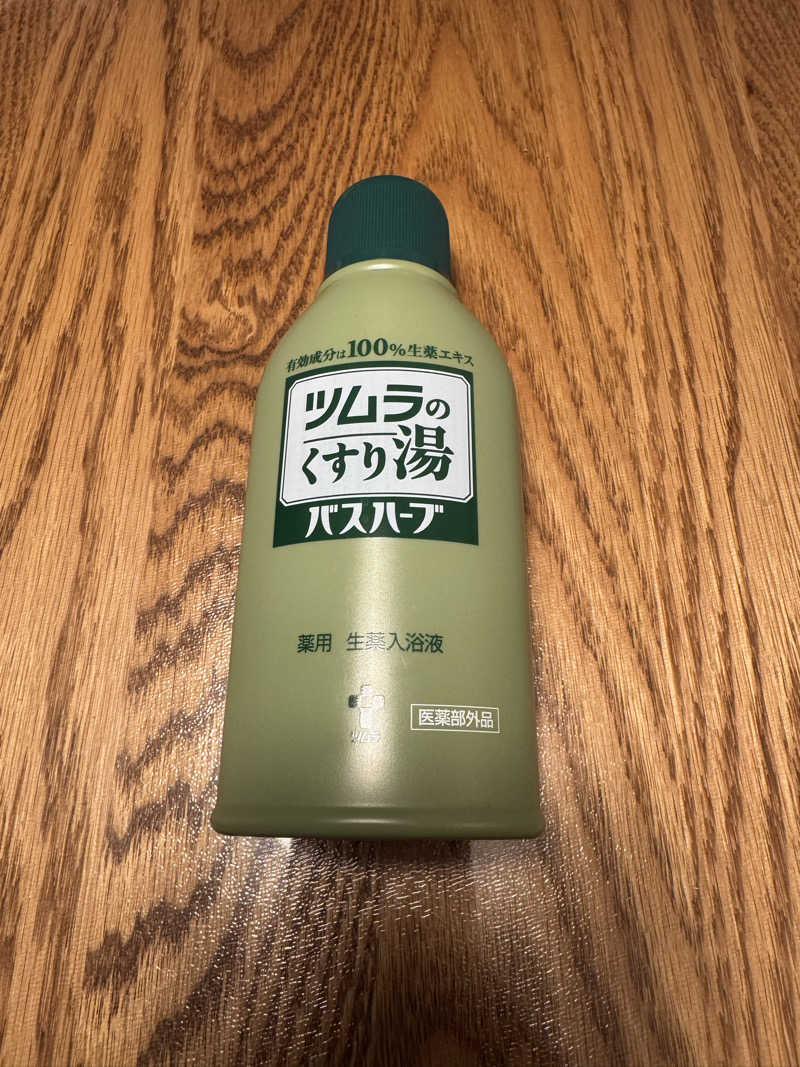 有効成分は100%生薬エキス
ツムラの
くすり湯
バスハーブ
薬用 生薬入浴液
ツムラ
医薬部外品